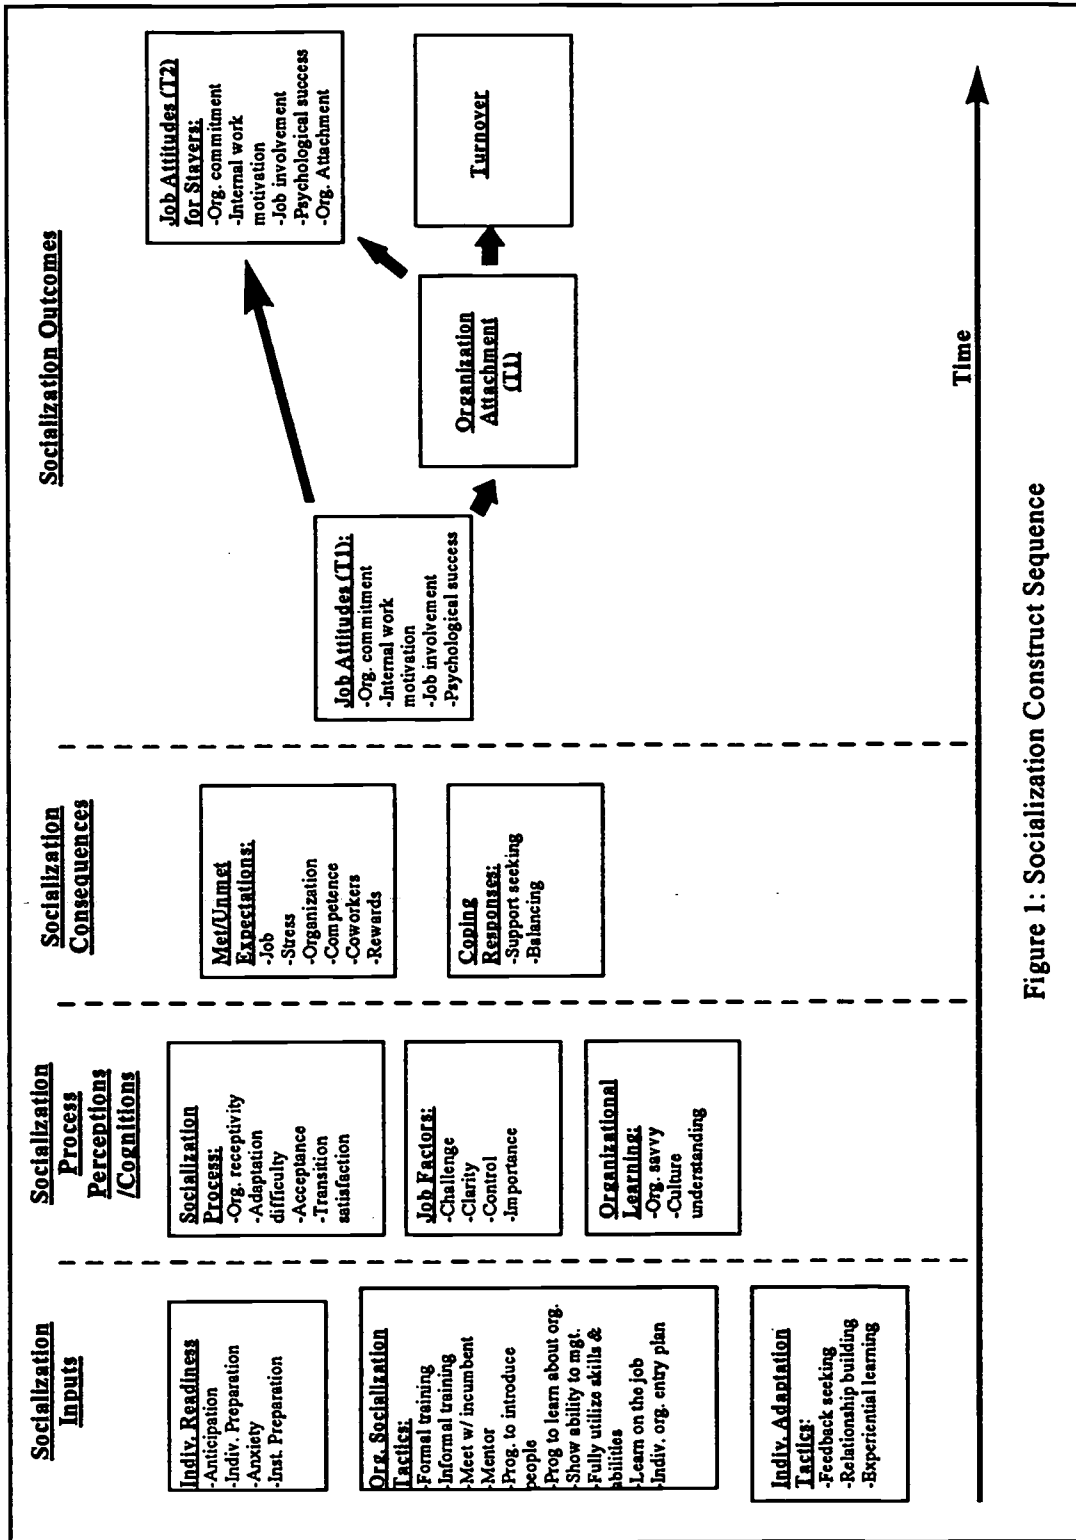 Socialization
Inputs
Indiv. Readiness
-Anticipation
-Indiv. Preparation
-Anxiety
-Inst. Preparation
Org. Socialization
Tactics:
-Formal training
-Informal training
-Meet w/ incumbent
-Mentor
-Prog. to introduce
people
-Prog to learn about org.
-Show ability to mgt.
-Fully utilize skills &
abilities
-Learn on the job
-Indiv. org. entry plan
Indiv. Adaptation
Tactics:
-Feedback seeking
-Relationship building
-Experiential learning
Socialization
Process
Perceptions
/Cognitions
Socialization
Process:
-Org. receptivity
-Adaptation
difficulty
-Acceptance
-Transition
satisfaction
Job Factors:
-Challenge
-Clarity
-Control
-Importance
Organizational
Learning:
-Org. savvy
-Culture
understanding
Socialization
Consequences
Met/Unmet
Expectations:
-Job
-Stress
-Organization
-Competence
-Coworkers
-Rewards
Coping
Responses:
-Support seeking
-Balancing
Socialization Outcomes
Job Attitudes (T1):
-Org. commitment
-Internal work
motivation
-Job involvement
-Psychological success
Organization
Attachment
(T1)
Job Attitudes (T2)
for Stayers:
-Org. commitment
-Internal work
motivation
-Job involvement
-Psychological success
-Org. Attachment
Turnover
Time
Figure 1: Socialization Construct Sequence